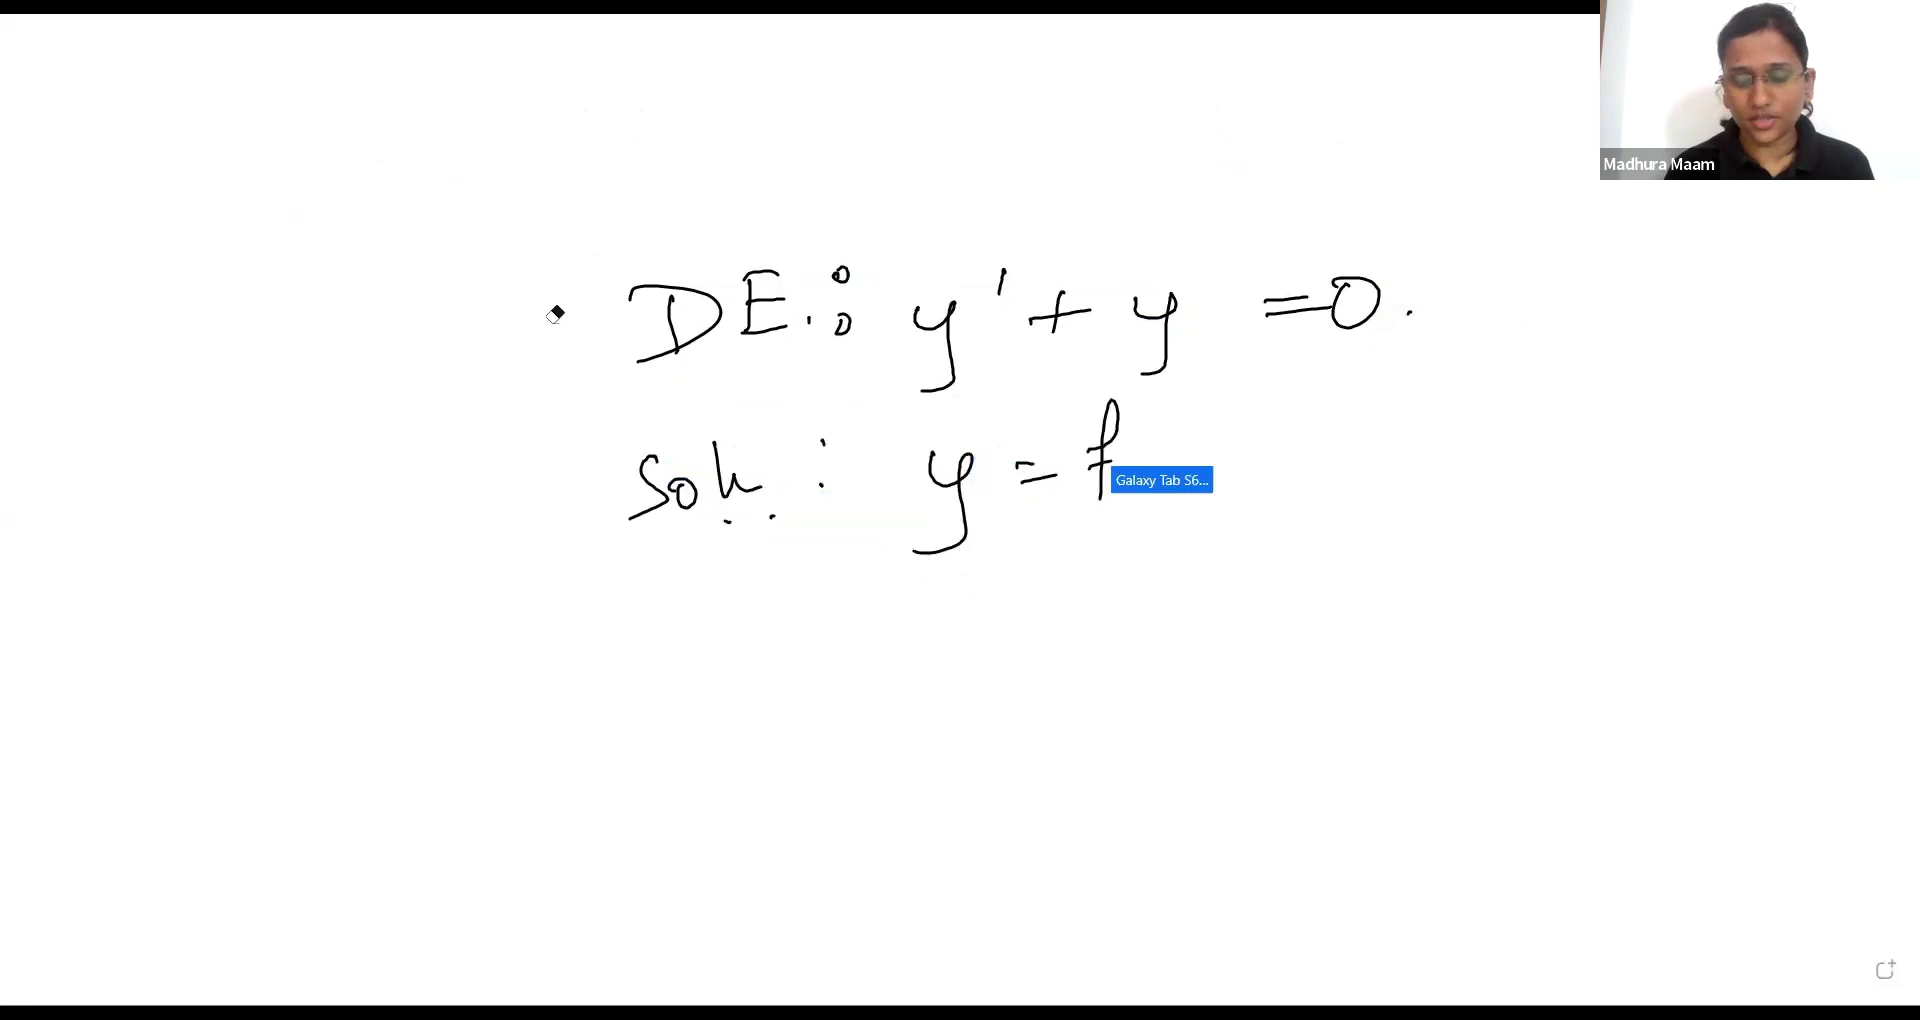 Madhura Maam
DE.: y' + y = 0.
Soln.: y = f
Galaxy Tab S6...